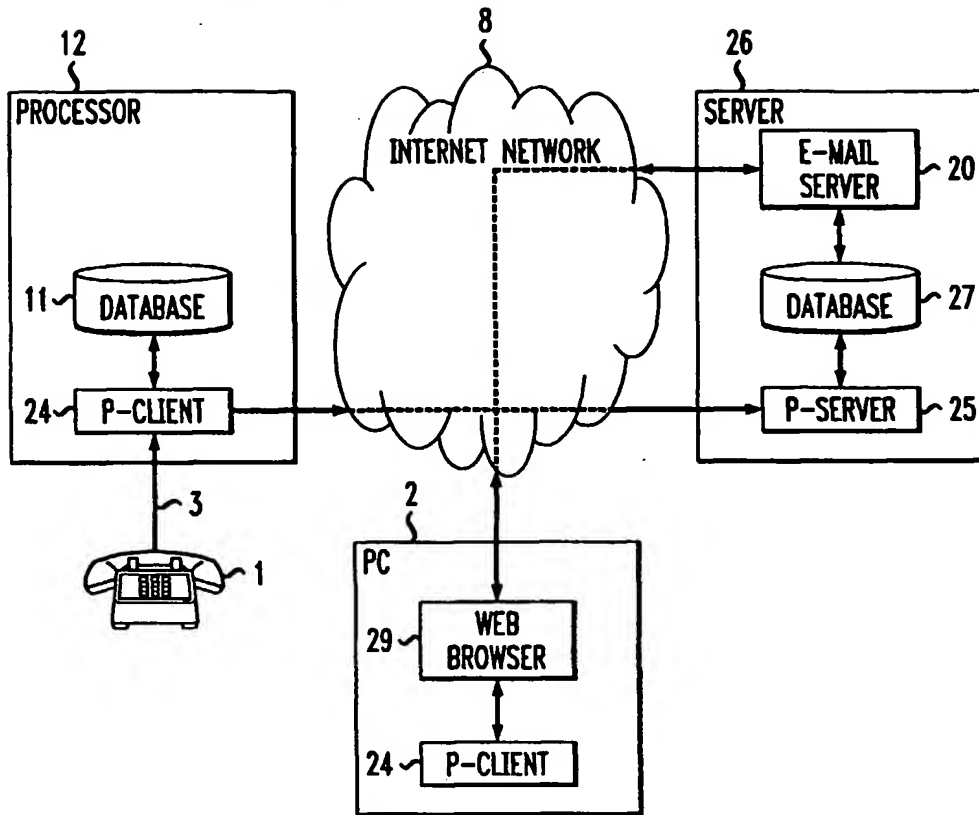 12
8
26
PROCESSOR
SERVER
INTERNET NETWORK
E-MAIL
SERVER
20
11
DATABASE
DATABASE
27
24
P-CLIENT
P-SERVER
25
3
2
1
PC
29
WEB
BROWSER
24
P-CLIENT